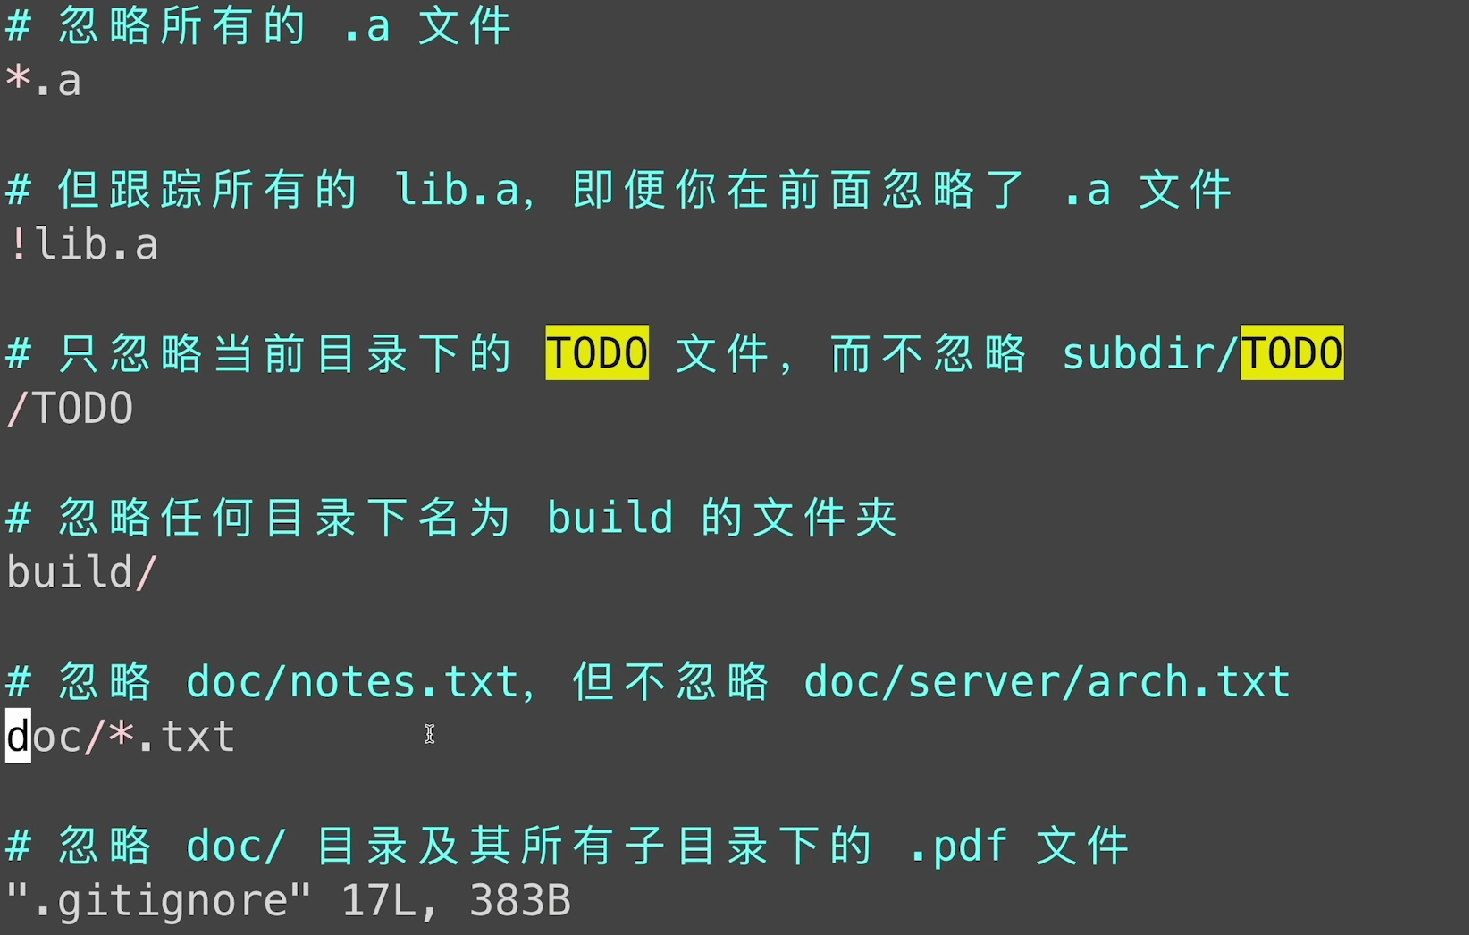 # 忽略所有的 .a 文件
*.a
# 但跟踪所有的 lib.a, 即便你在前面忽略了 .a 文件
!lib.a
# 只忽略当前目录下的 TODO 文件, 而不忽略 subdir/TODO
/TODO
# 忽略任何目录下名为 build 的文件夹
build/
# 忽略 doc/notes.txt, 但不忽略 doc/server/arch.txt
doc/*.txt
# 忽略 doc/ 目录及其所有子目录下的 .pdf 文件
".gitignore" 17L, 383B